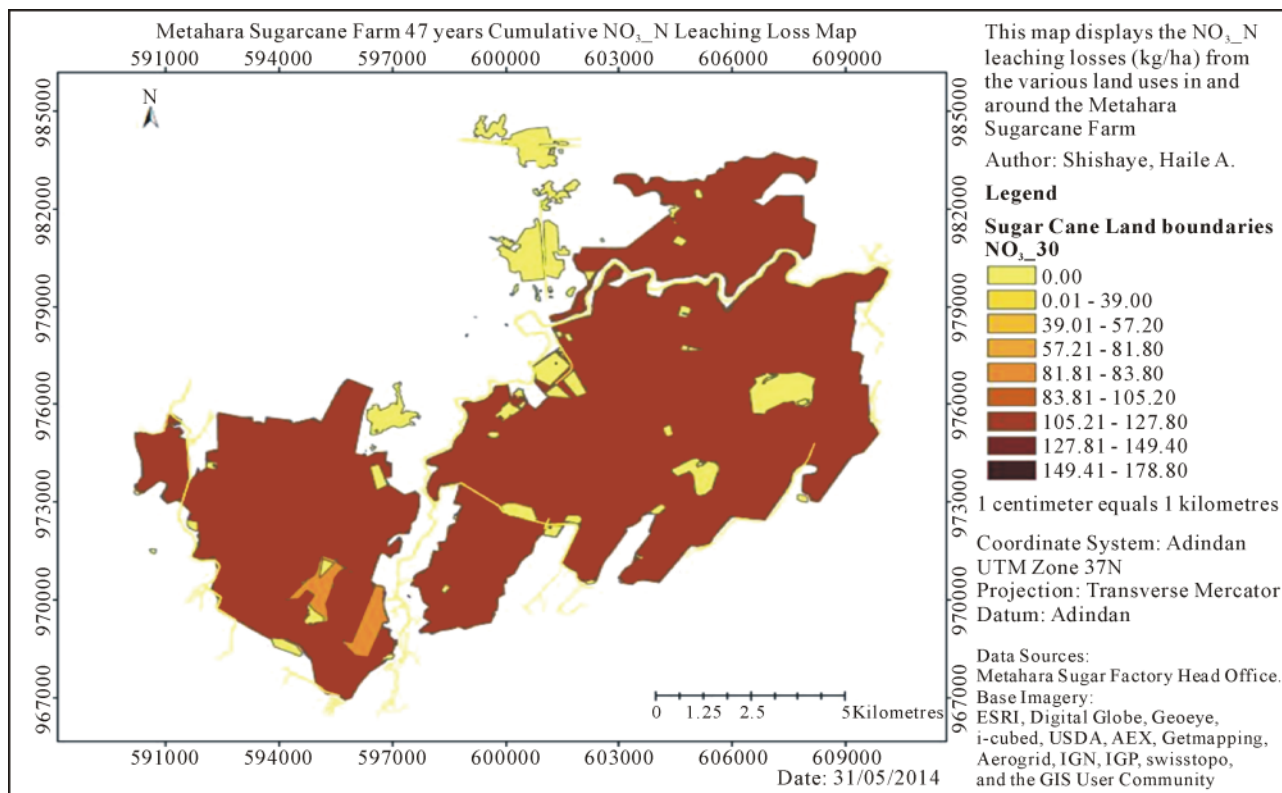 Metahara Sugarcane Farm 47 years Cumulative NO₃_N Leaching Loss Map
591000 594000 597000 600000 603000 606000 609000
N
985000
982000
979000
976000
973000
970000
967000
985000
982000
979000
976000
973000
970000
967000
0 1.25 2.5 5Kilometres
591000 594000 597000 600000 603000 606000 609000
Date: 31/05/2014
This map displays the NO₃_N
leaching losses (kg/ha) from
the various land uses in and
around the Metahara
Sugarcane Farm
Author: Shishaye, Haile A.
Legend
Sugar Cane Land boundaries
NO₃_30
0.00
0.01 - 39.00
39.01 - 57.20
57.21 - 81.80
81.81 - 83.80
83.81 - 105.20
105.21 - 127.80
127.81 - 149.40
149.41 - 178.80
1 centimeter equals 1 kilometres
Coordinate System: Adindan
UTM Zone 37N
Projection: Transverse Mercator
Datum: Adindan
Data Sources:
Metahara Sugar Factory Head Office.
Base Imagery:
ESRI, Digital Globe, Geoeye,
i-cubed, USDA, AEX, Getmapping,
Aerogrid, IGN, IGP, swisstopo,
and the GIS User Community